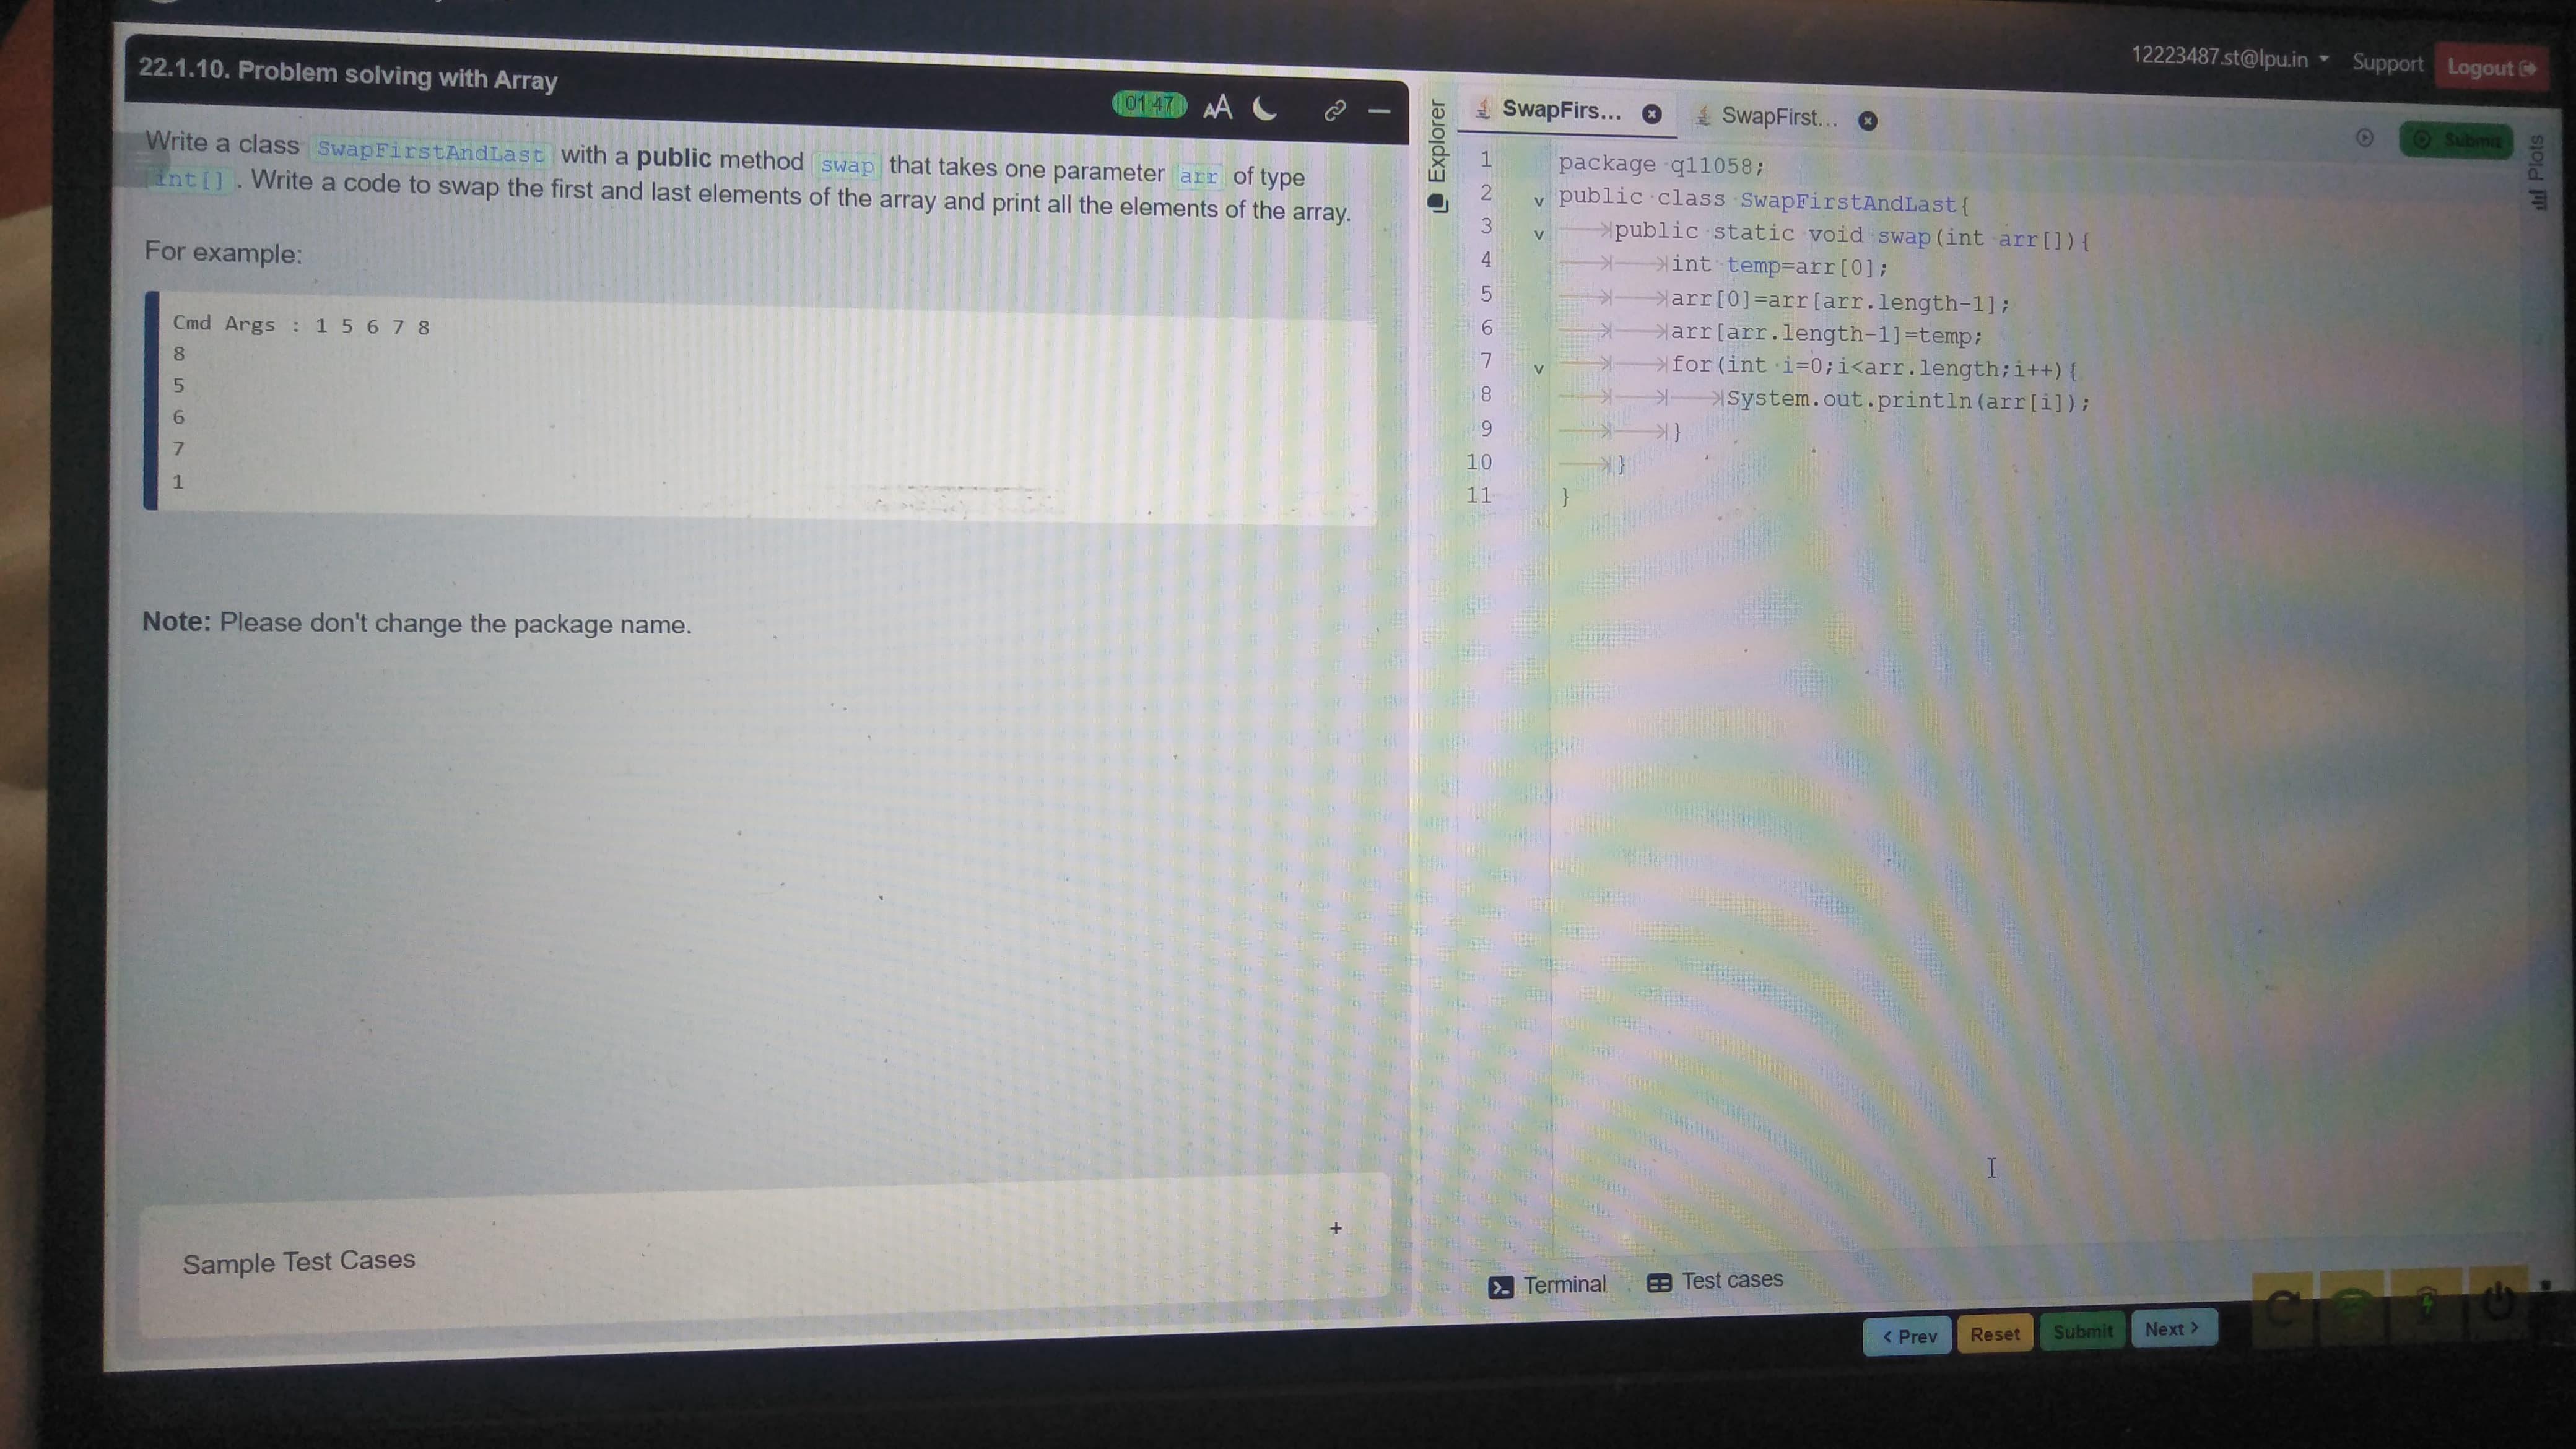 12223487.st@lpu.in Support Logout
22.1.10. Problem solving with Array
01:47 AA
Write a class SwapFirstAndLast with a public method swap that takes one parameter arr of type
int[] . Write a code to swap the first and last elements of the array and print all the elements of the array.
For example:
Cmd Args : 1 5 6 7 8
8
5
6
7
1
Note: Please don't change the package name.
Sample Test Cases
+
Explorer
SwapFirs... SwapFirst...
Submit
Plots
1 package q11058;
2 public class SwapFirstAndLast{
3 public static void swap(int arr[]){
4 int temp=arr[0];
5 arr[0]=arr[arr.length-1];
6 arr[arr.length-1]=temp;
7 for(int i=0;i<arr.length;i++){
8 System.out.println(arr[i]);
9 }
10 }
11 }
Terminal Test cases
< Prev Reset Submit Next >